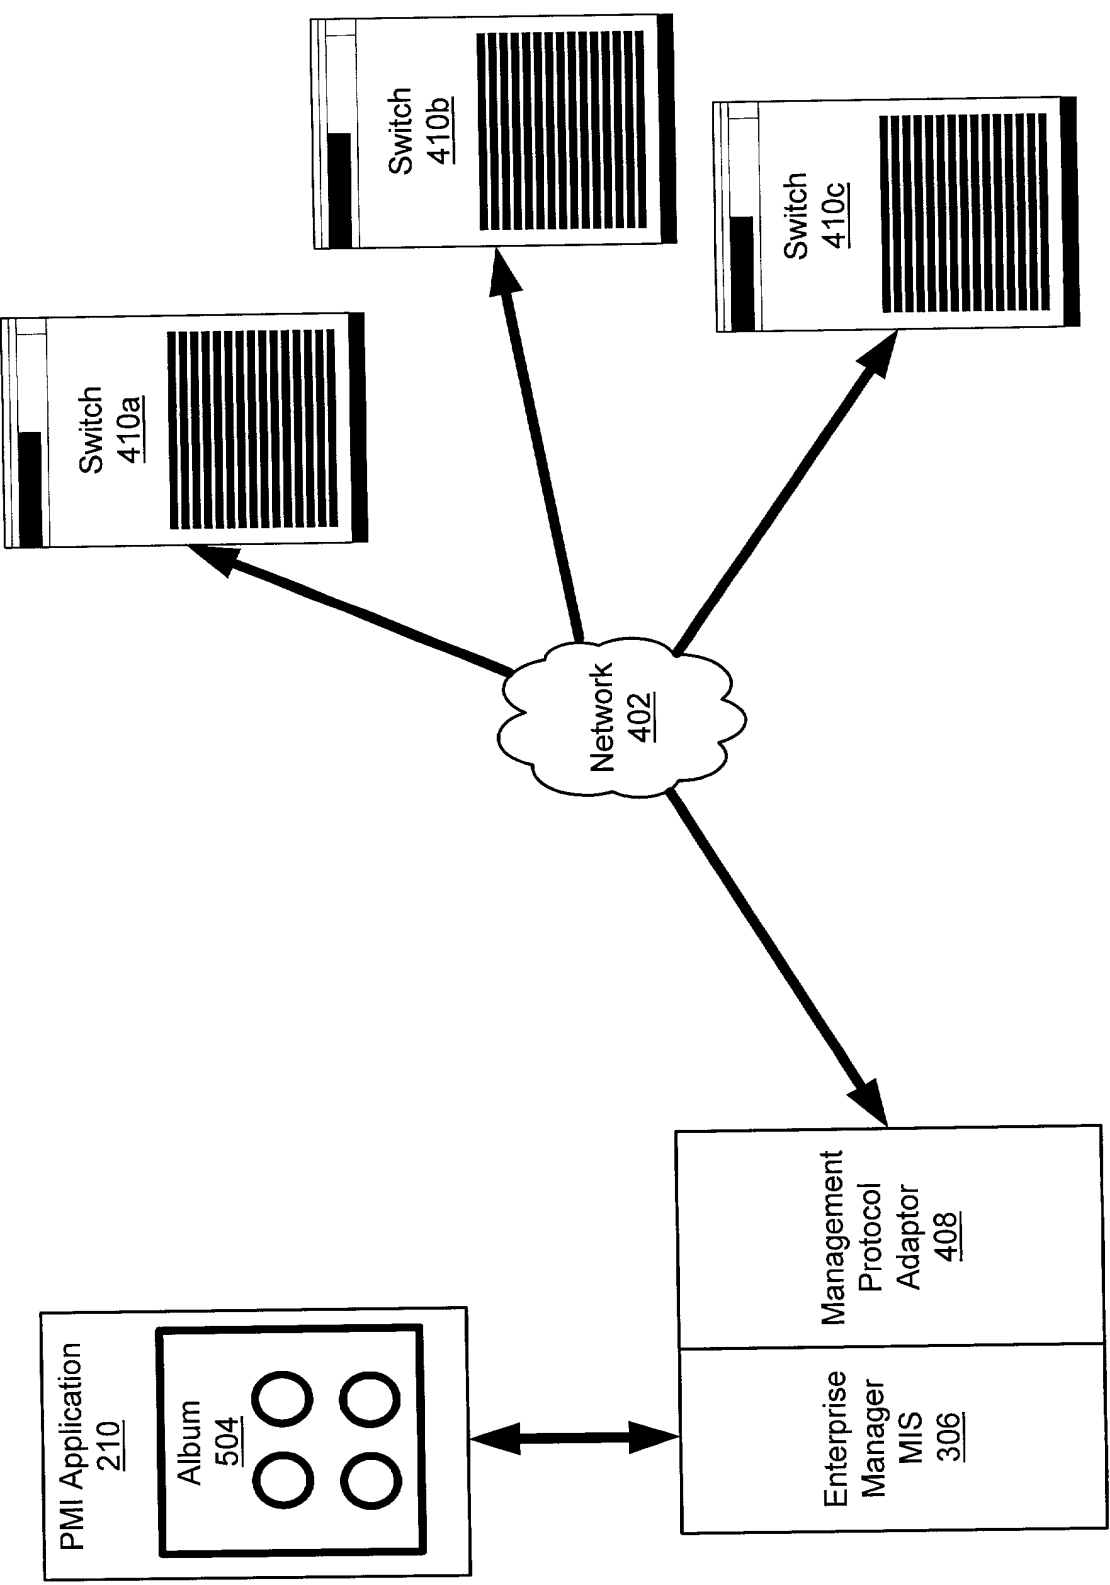 PMI Application
210
Album
504
Enterprise
Manager
MIS
306
Management
Protocol
Adaptor
408
Network
402
Switch
410a
Switch
410b
Switch
410c